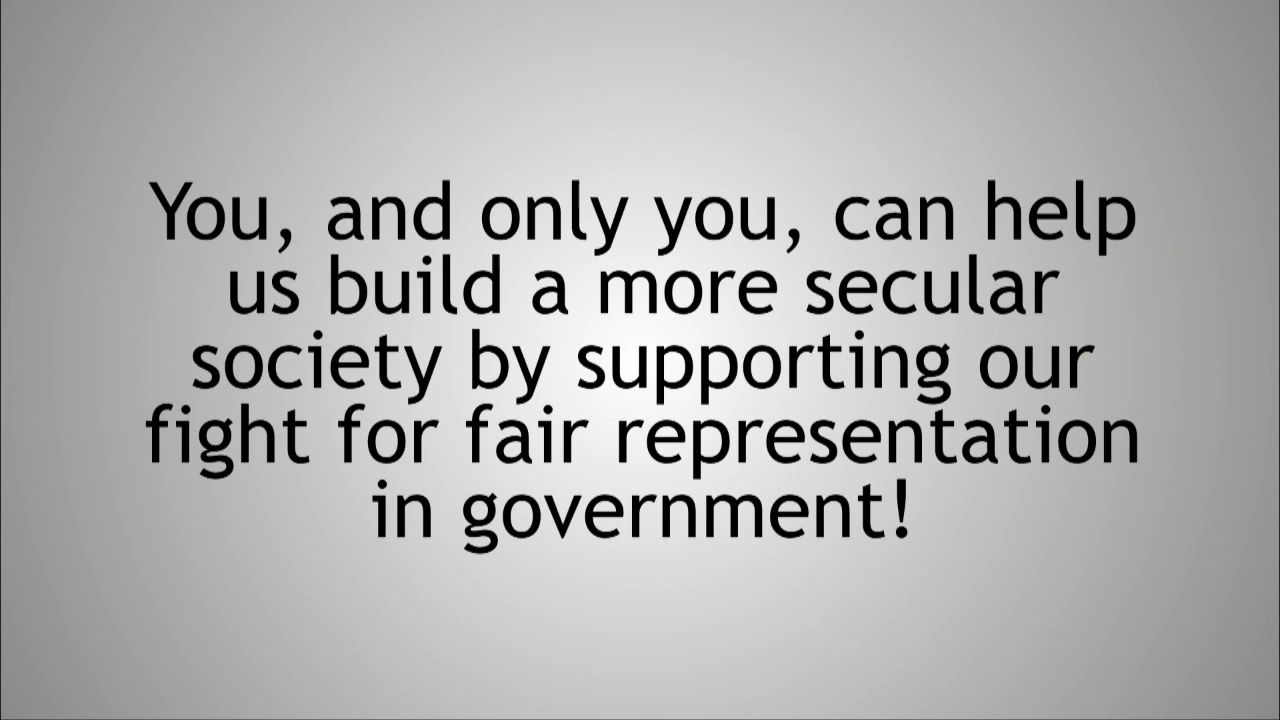 You, and only you, can help
us build a more secular
society by supporting our
fight for fair representation
in government!